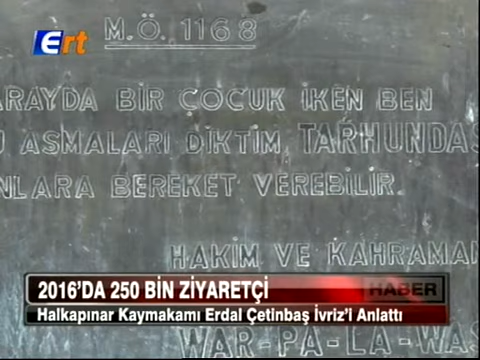 Ert
M.Ö. 1168
ARAYDA BİR ÇOCUK İKEN BEN
U ASMALARI DİKTİM TARHUNDAS
NLARA BEREKET VEREBİLİR.
HAKİM VE KAHRAMAN
2016'DA 250 BİN ZİYARETÇİ
HABER
Halkapınar Kaymakamı Erdal Çetinbaş İvriz'i Anlattı
WAR-PA-LA-WAS